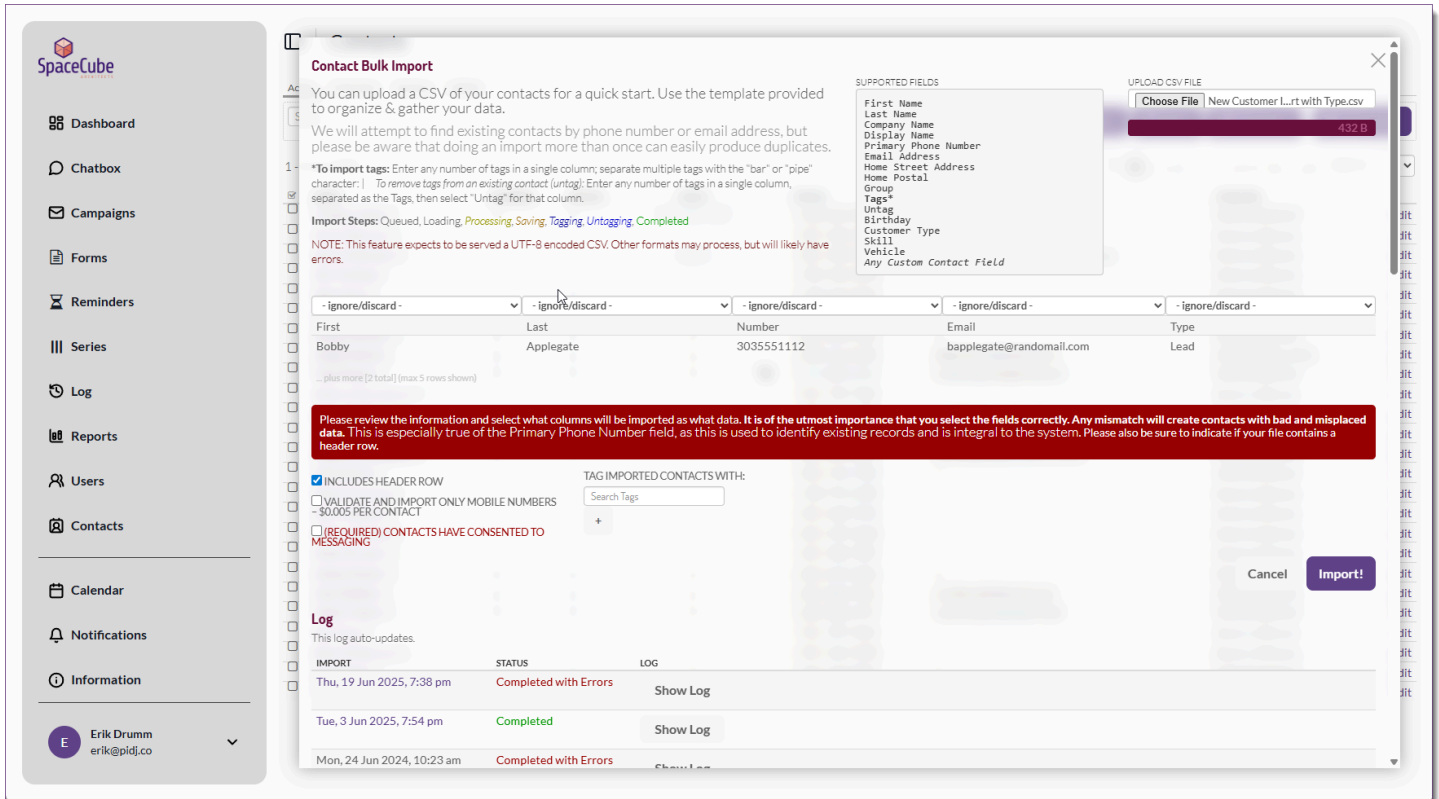 SpaceCube
Dashboard
Chatbox
Campaigns
Forms
Reminders
Series
Log
Reports
Users
Contacts
Calendar
Notifications
Information
E
Erik Drumm
erik@pidj.co
Contact Bulk Import
You can upload a CSV of your contacts for a quick start. Use the template provided
to organize & gather your data.
We will attempt to find existing contacts by phone number or email address, but
please be aware that doing an import more than once can easily produce duplicates.
*To import tags: Enter any number of tags in a single column; separate multiple tags with the "bar" or "pipe"
character: | To remove tags from an existing contact (untag): Enter any number of tags in a single column,
separated as the Tags, then select "Untag" for that column.
Import Steps: Queued, Loading, Processing, Saving, Tagging, Untagging, Completed
NOTE: This feature expects to be served a UTF-8 encoded CSV. Other formats may process, but will likely have
errors.
SUPPORTED FIELDS
First Name
Last Name
Company Name
Display Name
Primary Phone Number
Email Address
Home Street Address
Home Postal
Group
Tags*
Untag
Birthday
Customer Type
Skill
Vehicle
Any Custom Contact Field
UPLOAD CSV FILE
Choose File New Customer I...rt with Type.csv
432 B
- ignore/discard - - ignore/discard - - ignore/discard - - ignore/discard - - ignore/discard -
First Last Number Email Type
Bobby Applegate 3035551112 bapplegate@randomail.com Lead
... plus more [2 total] (max 5 rows shown)
Please review the information and select what columns will be imported as what data. It is of the utmost importance that you select the fields correctly. Any mismatch will create contacts with bad and misplaced
data. This is especially true of the Primary Phone Number field, as this is used to identify existing records and is integral to the system. Please also be sure to indicate if your file contains a
header row.
INCLUDES HEADER ROW
VALIDATE AND IMPORT ONLY MOBILE NUMBERS
– $0.005 PER CONTACT
(REQUIRED) CONTACTS HAVE CONSENTED TO
MESSAGING
TAG IMPORTED CONTACTS WITH:
Search Tags
+
Cancel Import!
Log
This log auto-updates.
IMPORT STATUS LOG
Thu, 19 Jun 2025, 7:38 pm Completed with Errors Show Log
Tue, 3 Jun 2025, 7:54 pm Completed Show Log
Mon, 24 Jun 2024, 10:23 am Completed with Errors Show Log